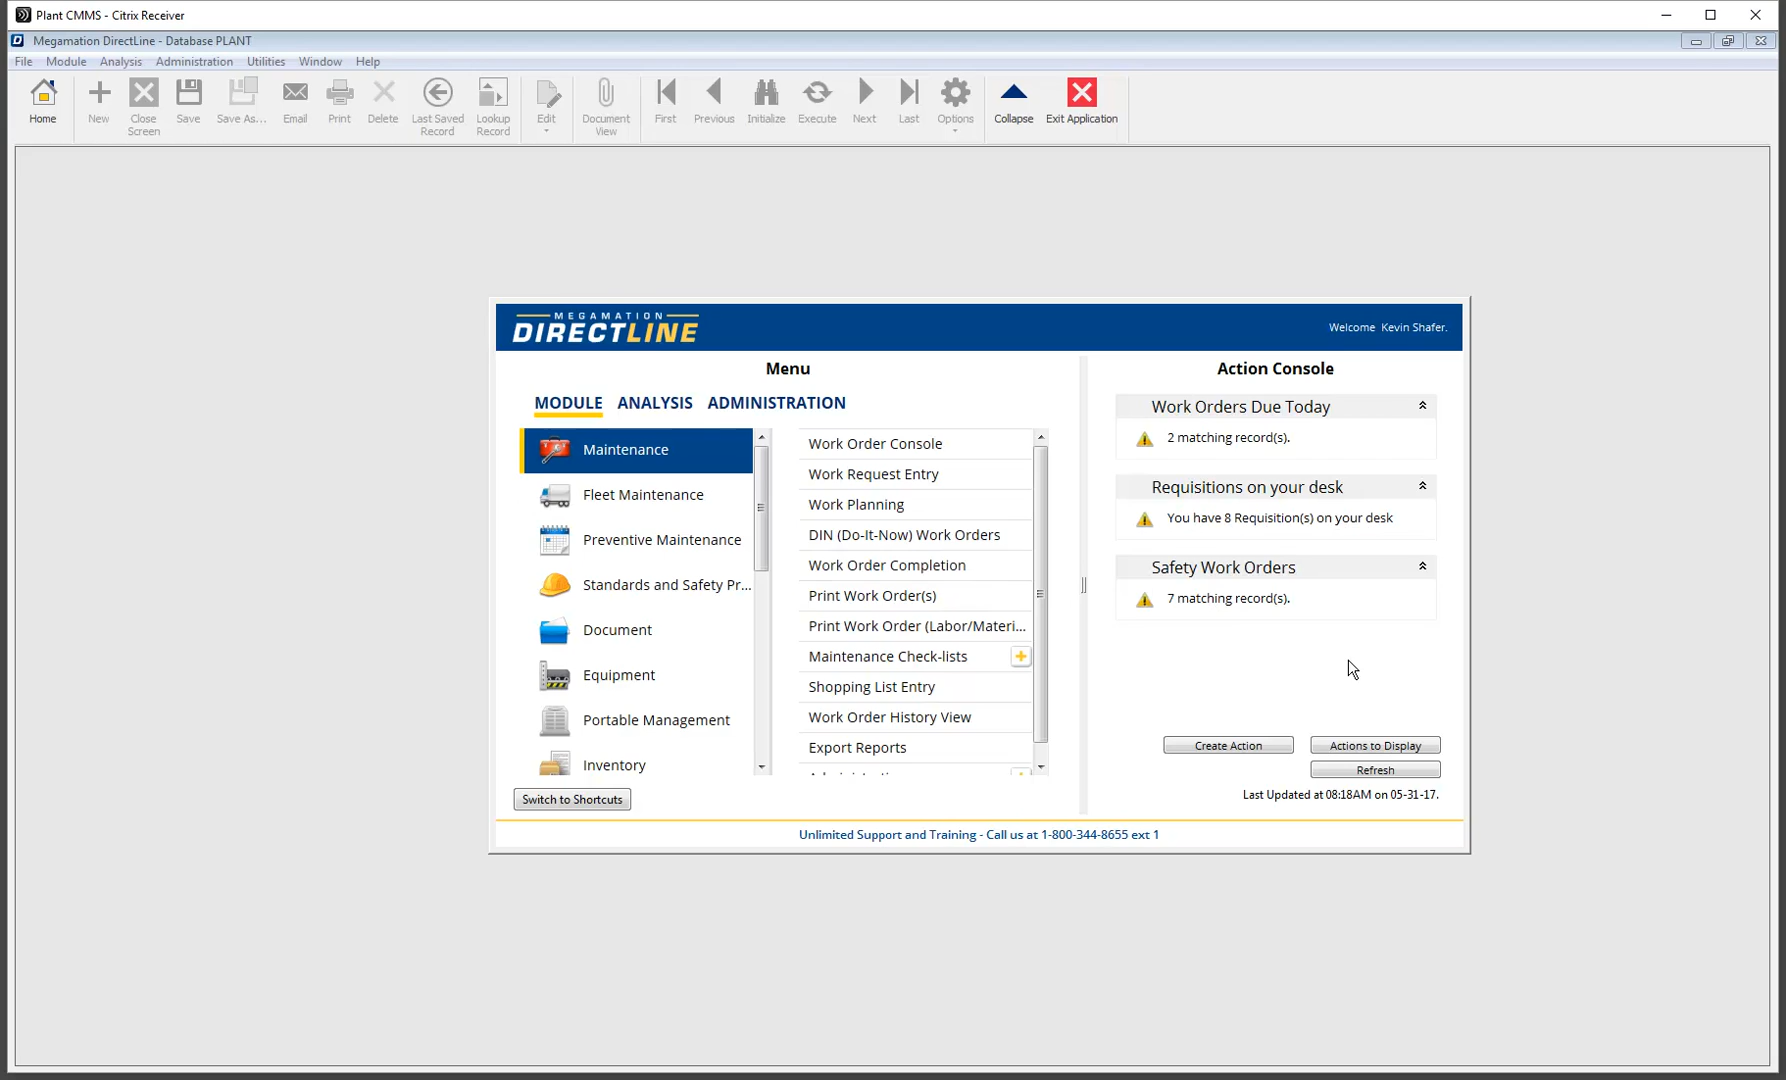 Plant CMMS - Citrix Receiver
Megamation DirectLine - Database PLANT
File Module Analysis Administration Utilities Window Help
Home New Close Screen Save Save As... Email Print Delete Last Saved Record Lookup Record Edit Document View First Previous Initialize Execute Next Last Options Collapse Exit Application
MEGAMATION
DIRECTLINE
Welcome Kevin Shafer.
Menu
MODULE ANALYSIS ADMINISTRATION
Maintenance
Fleet Maintenance
Preventive Maintenance
Standards and Safety Pr...
Document
Equipment
Portable Management
Inventory
Switch to Shortcuts
Work Order Console
Work Request Entry
Work Planning
DIN (Do-It-Now) Work Orders
Work Order Completion
Print Work Order(s)
Print Work Order (Labor/Materi...
Maintenance Check-lists
Shopping List Entry
Work Order History View
Export Reports
Action Console
Work Orders Due Today
2 matching record(s).
Requisitions on your desk
You have 8 Requisition(s) on your desk
Safety Work Orders
7 matching record(s).
Create Action
Actions to Display
Refresh
Last Updated at 08:18AM on 05-31-17.
Unlimited Support and Training - Call us at 1-800-344-8655 ext 1